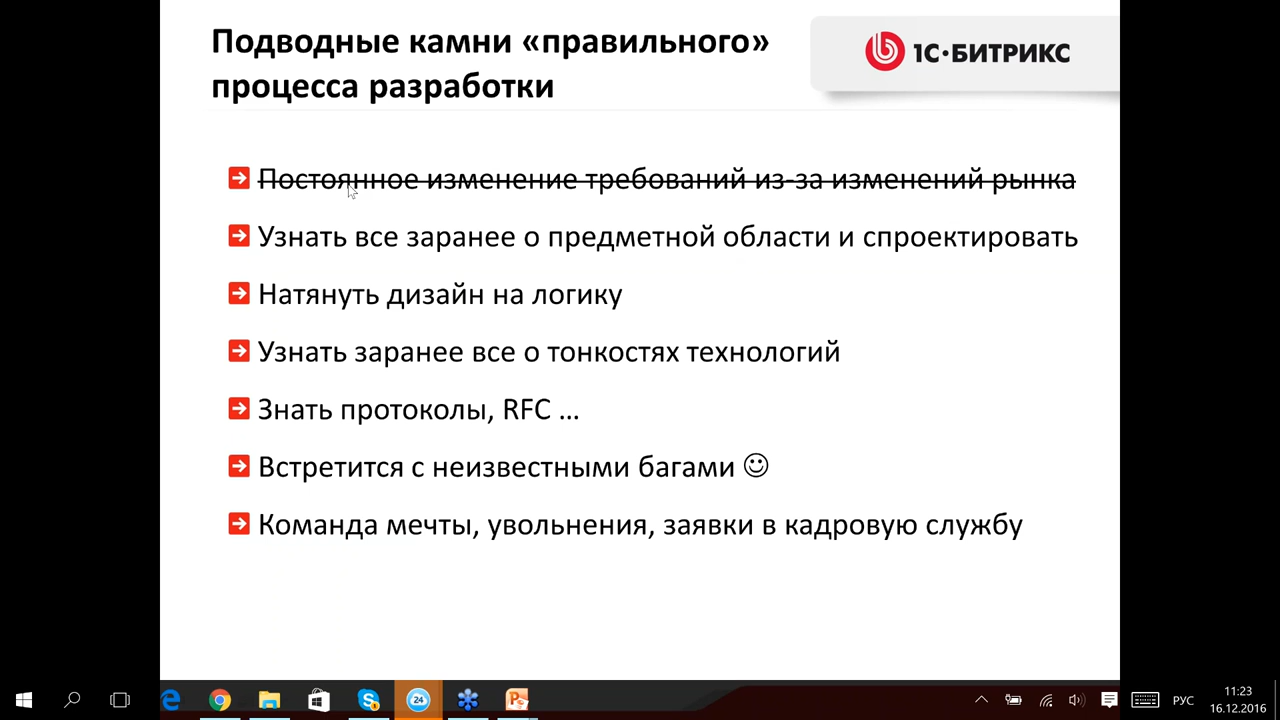 Подводные камни «правильного»
процесса разработки
1С·БИТРИКС
Постоянное изменение требований из-за изменений рынка
Узнать все заранее о предметной области и спроектировать
Натянуть дизайн на логику
Узнать заранее все о тонкостях технологий
Знать протоколы, RFC ...
Встретится с неизвестными багами ☺
Команда мечты, увольнения, заявки в кадровую службу
24
РУС
11:23
16.12.2016